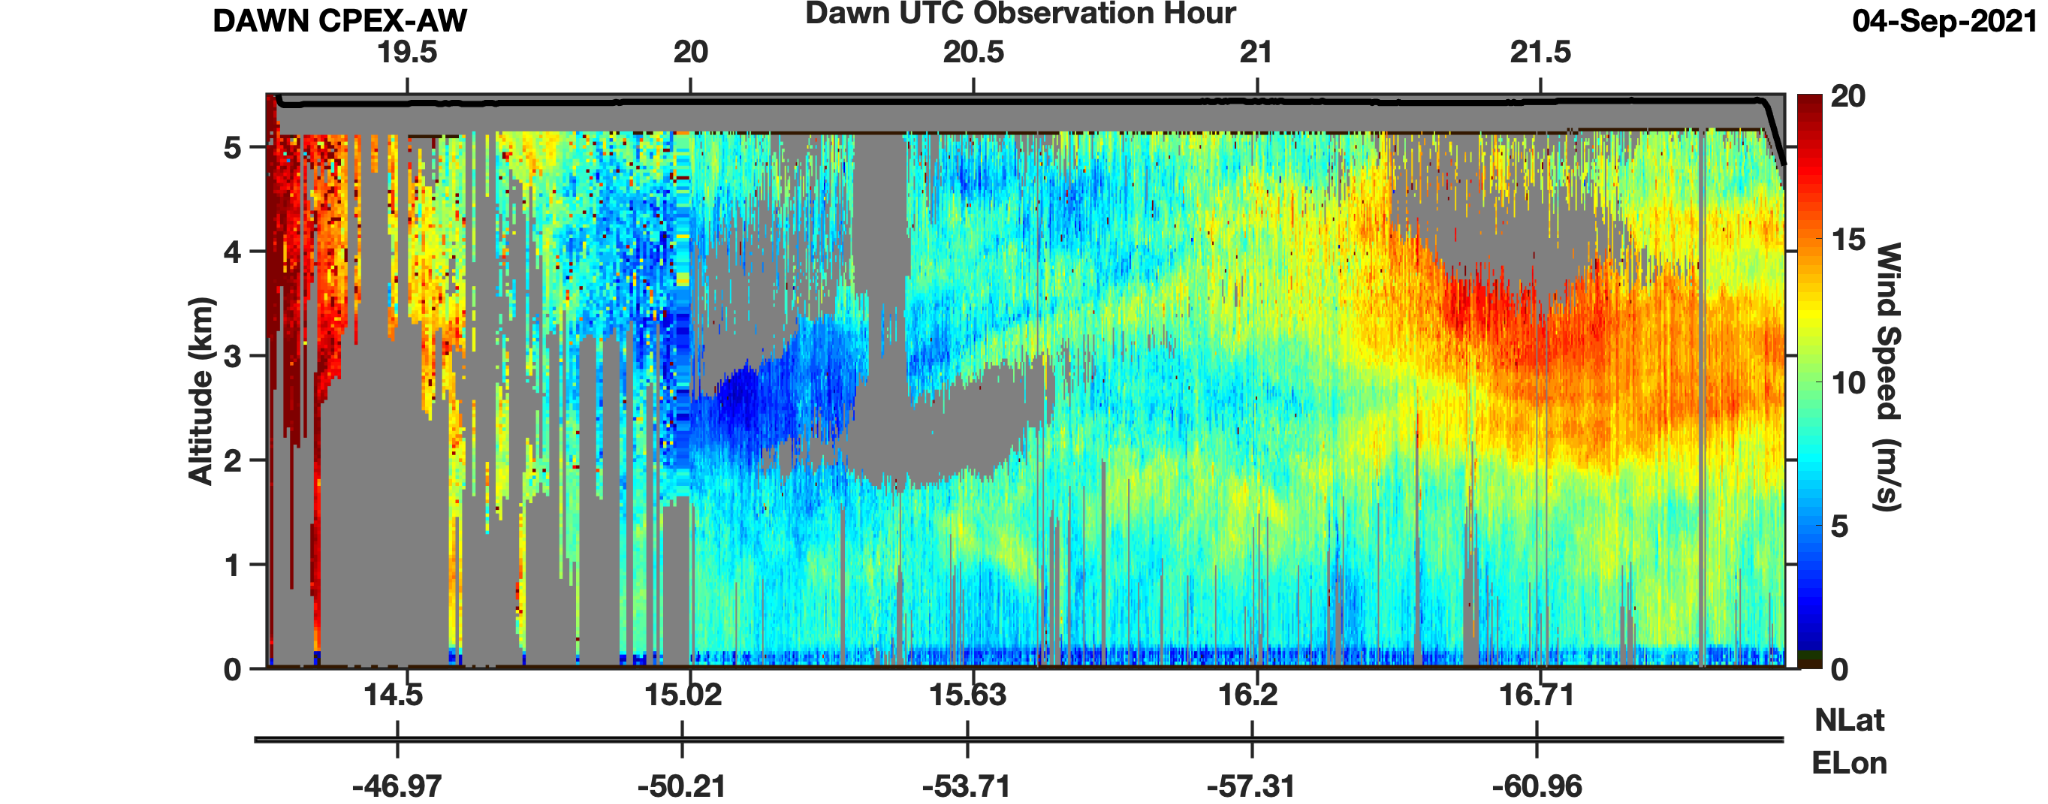 DAWN CPEX-AW
Dawn UTC Observation Hour
04-Sep-2021
19.5 20 20.5 21 21.5
Altitude (km)
5
4
3
2
1
0
20
15
10
5
0
Wind Speed (m/s)
14.5 15.02 15.63 16.2 16.71
NLat
ELon
-46.97 -50.21 -53.71 -57.31 -60.96